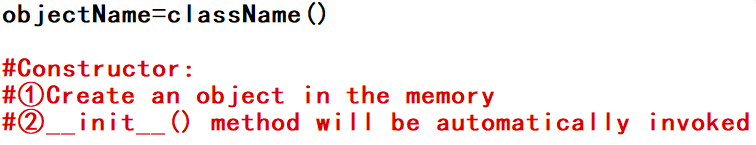 objectName=className()
#Constructor:
#①Create an object in the memory
#②__init__() method will be automatically invoked